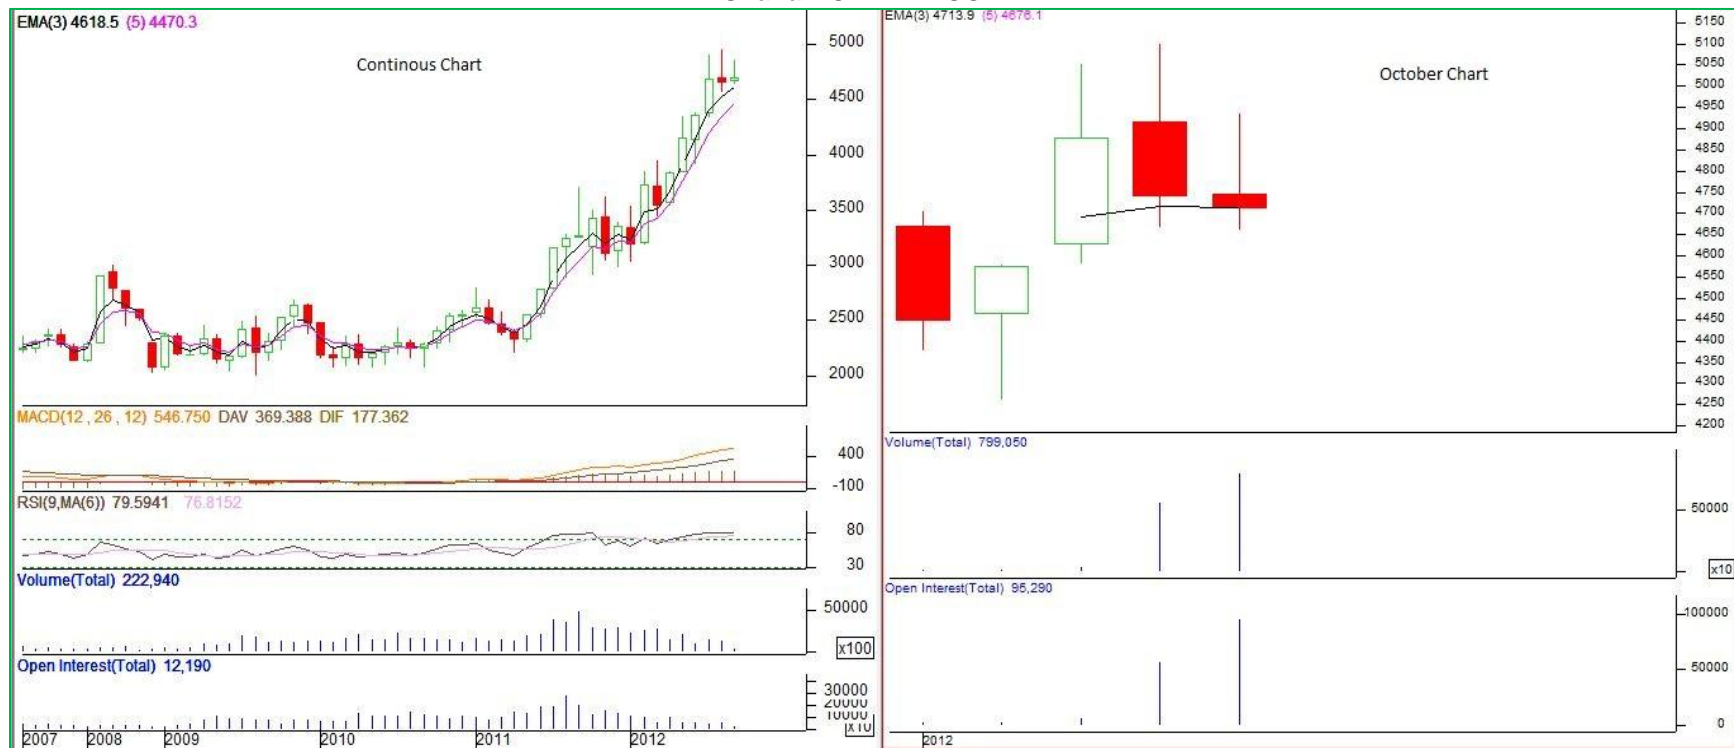 EMA(3) 4618.5 (5) 4470.3
Continous Chart
5000
4500
4000
3500
3000
2500
2000
MACD(12 , 26 , 12) 546.750 DAV 369.388 DIF 177.362
400
-100
RSI(9,MA(6)) 79.5941 76.8152
80
30
Volume(Total) 222,940
50000
x100
Open Interest(Total) 12,190
30000
20000
10000
x10
2007 2008 2009 2010 2011 2012
EMA(3) 4713.9 (5) 4676.1
October Chart
5150
5100
5050
5000
4950
4900
4850
4800
4750
4700
4650
4600
4550
4500
4450
4400
4350
4300
4250
4200
Volume(Total) 799,050
50000
x10
Open Interest(Total) 95,290
100000
50000
0
2012